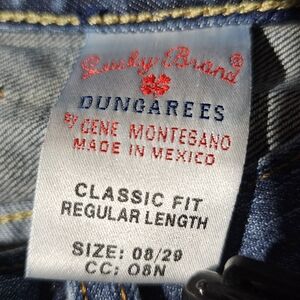 Lucky Brand®
DUNGAREES
BY GENE MONTESANO
MADE IN MEXICO
CLASSIC FIT
REGULAR LENGTH
SIZE: 08/29
CC: O8N